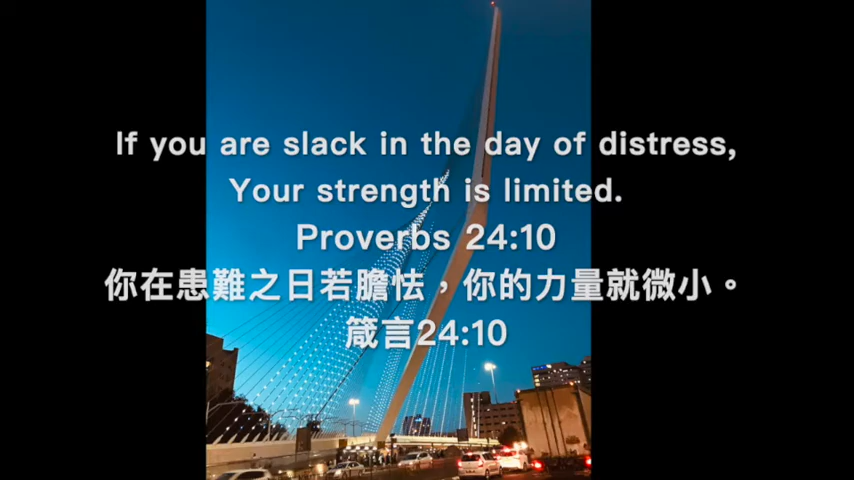 If you are slack in the day of distress,
Your strength is limited.
Proverbs 24:10
你在患難之日若膽怯，你的力量就微小。
箴言24:10